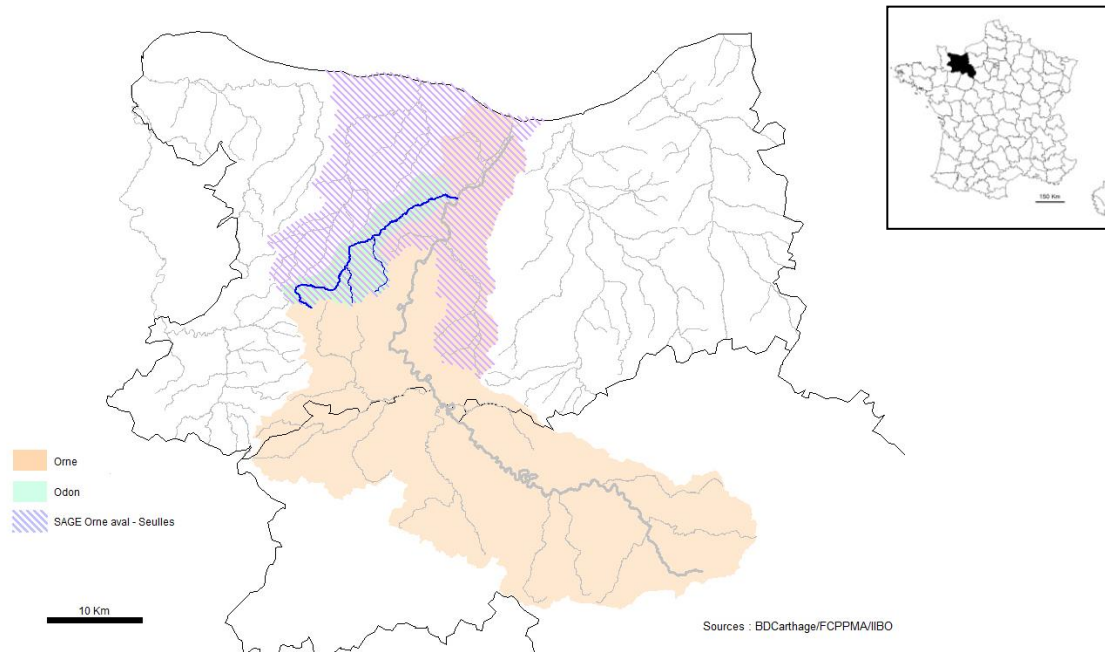 150 Km
Orne
Odon
SAGE Orne aval - Seulles
10 Km
Sources : BDCarthage/FCPPMA/IIBO